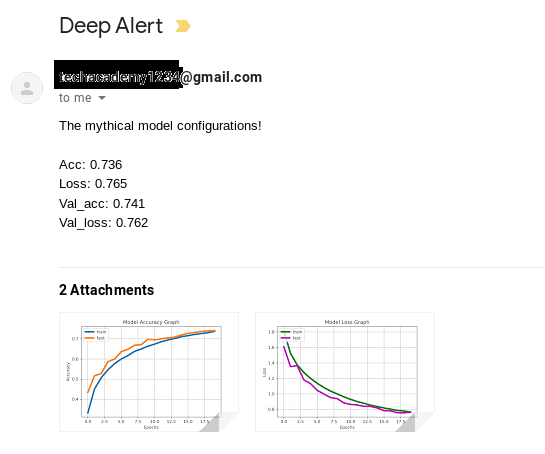 Deep Alert
@gmail.com
to me
The mythical model configurations!
Acc: 0.736
Loss: 0.765
Val_acc: 0.741
Val_loss: 0.762
2 Attachments
Model Accuracy Graph
train
test
0.7
0.6
0.5
0.4
Accuracy
0.0 2.5 5.0 7.5 10.0 12.5 15.0 17.5
Epochs
Model Loss Graph
train
test
1.8
1.6
1.4
1.2
1.0
0.8
Loss
0.0 2.5 5.0 7.5 10.0 12.5 15.0 17.5
Epochs